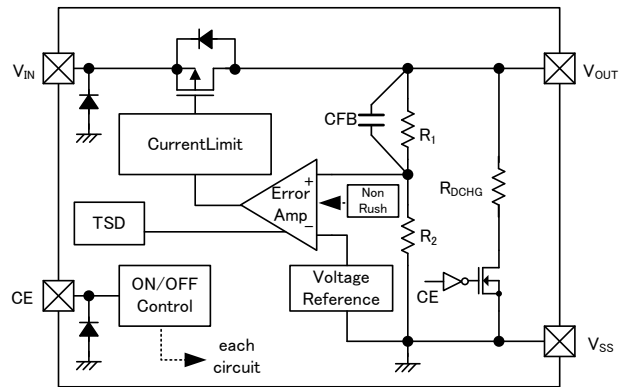 VIN
VOUT
CFB
R1
CurrentLimit
RDCHG
+
Error
Amp
−
Non
Rush
TSD
R2
Voltage
Reference
CE
ON/OFF
Control
CE
VSS
each
circuit